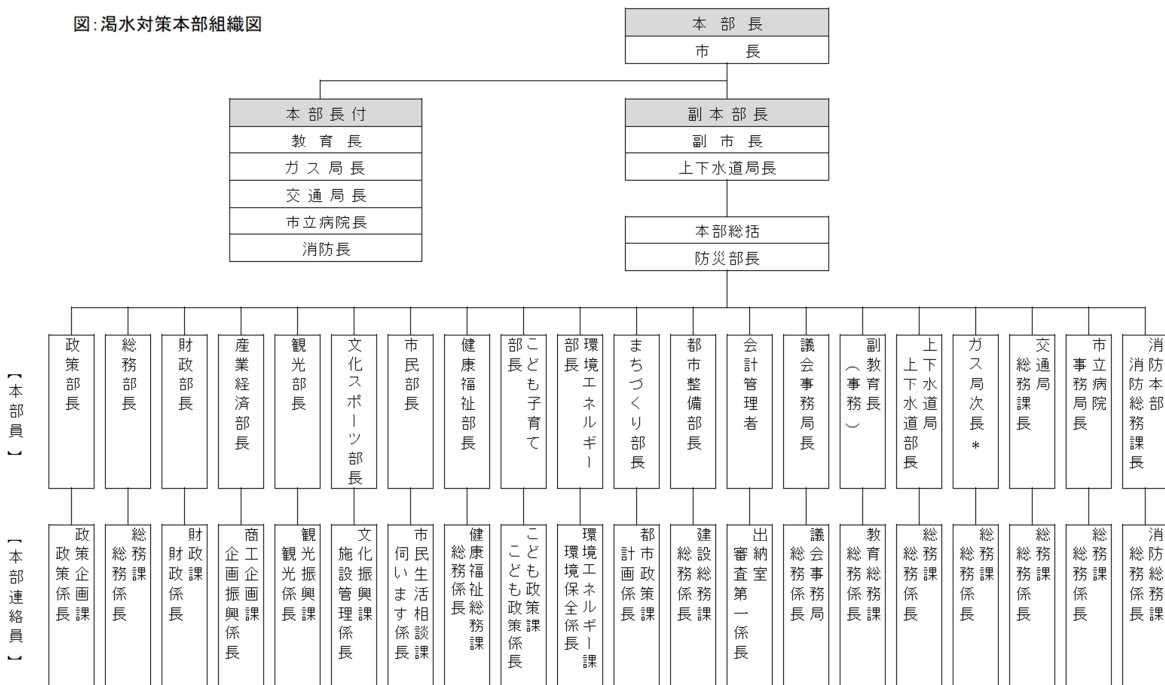 図:渇水対策本部組織図
本部長
市長
本部長付
教育長
ガス局長
交通局長
市立病院長
消防長
副本部長
副市長
上下水道局長
本部総括
防災部長
【本部員】
政策部長
総務部長
財政部長
産業経済部長
観光部長
文化スポーツ部長
市民部長
健康福祉部長
こども子育て
部長
環境エネルギー
部長
まちづくり部長
都市整備部長
会計管理者
議会事務局長
副教育長
(事務)
上下水道局
上下水道部長
ガス局次長*
交通局
総務課長
市立病院
事務局長
消防本部
消防総務課長
【本部連絡員】
政策企画課
政策係長
総務課
総務係長
財政課
財政係長
商工企画課
企画振興係長
観光振興課
観光係長
文化振興課
施設管理係長
市民生活相談課
伺います係長
健康福祉総務課
総務係長
こども政策課
こども政策係長
環境エネルギー課
環境保全係長
都市政策課
計画係長
建設総務課
総務係長
出納室
審査第一係長
議会事務局
総務係長
教育総務課
総務係長
総務課
総務係長
総務課
総務係長
総務課
総務係長
総務課
総務係長
消防総務課
総務係長